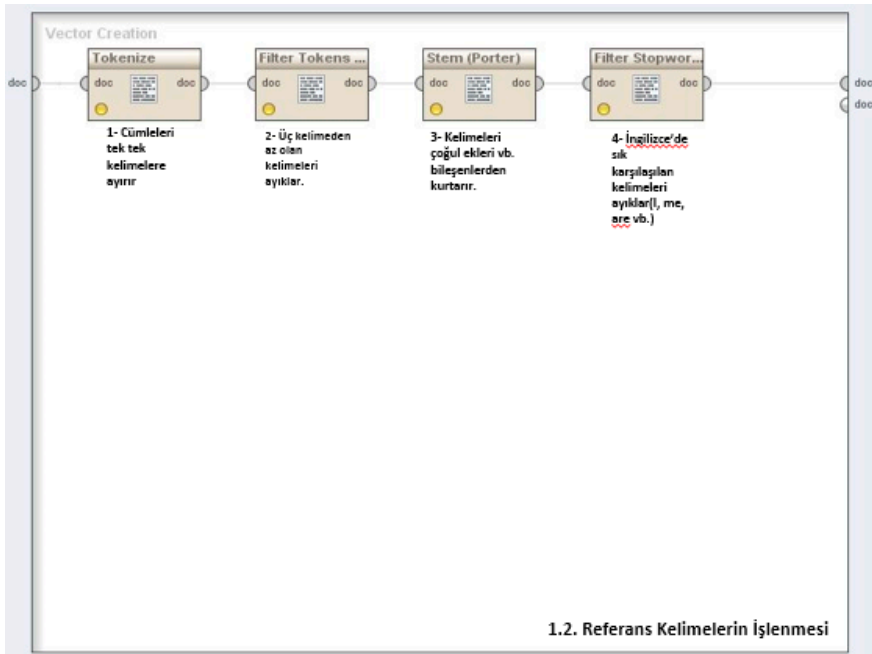 Vector Creation
Tokenize
Filter Tokens ...
Stem (Porter)
Filter Stopwor...
doc
doc
doc
doc
doc
doc
doc
doc
doc
doc
doc
1- Cümleleri
tek tek
kelimelere
ayırır
2- Üç kelimeden
az olan
kelimeleri
ayıklar.
3- Kelimeleri
çoğul ekleri vb.
bileşenlerden
kurtarır.
4- İngilizce'de
sık
karşılaşılan
kelimeleri
ayıklar(I, me,
are vb.)
1.2. Referans Kelimelerin İşlenmesi